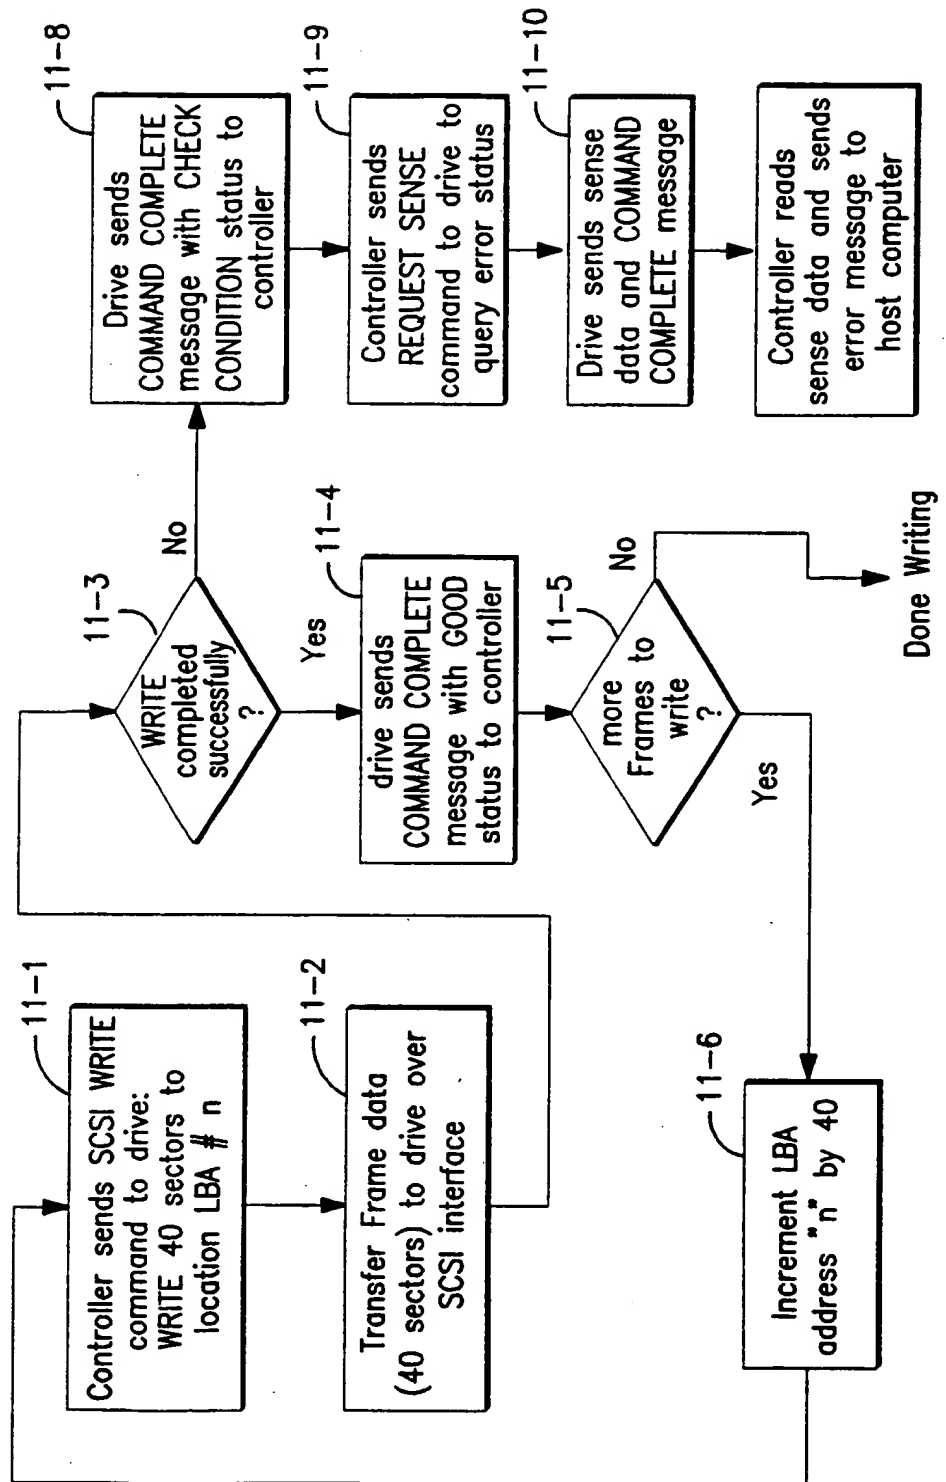 11-1
Controller sends SCSI WRITE
command to drive:
WRITE 40 sectors to
location LBA # n
11-2
Transfer Frame data
(40 sectors) to drive over
SCSI interface
11-3
WRITE
completed
successfully
?
No
Yes
11-4
drive sends
COMMAND COMPLETE
message with GOOD
status to controller
11-5
more
Frames to
write
?
No
Done Writing
Yes
11-6
Increment LBA
address "n" by 40
11-8
Drive sends
COMMAND COMPLETE
message with CHECK
CONDITION status to
controller
11-9
Controller sends
REQUEST SENSE
command to drive to
query error status
11-10
Drive sends sense
data and COMMAND
COMPLETE message
Controller reads
sense data and sends
error message to
host computer